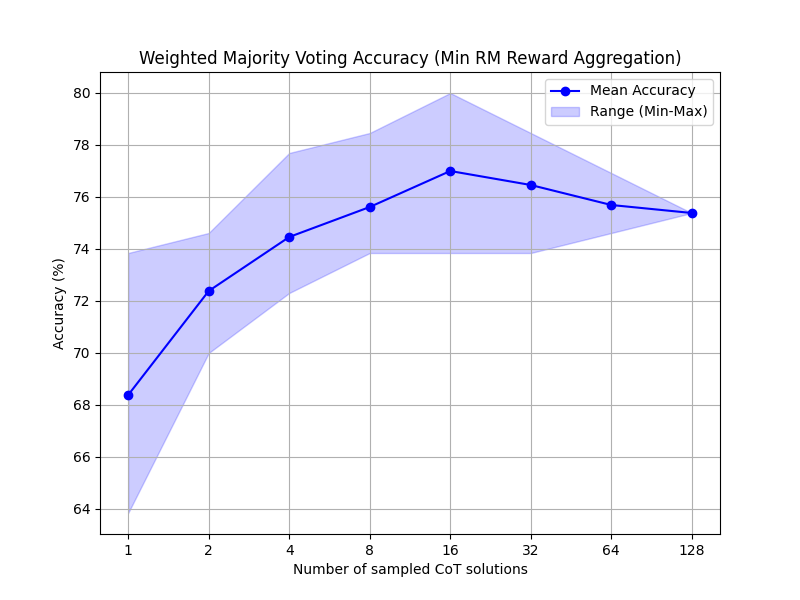 Weighted Majority Voting Accuracy (Min RM Reward Aggregation)
Mean Accuracy
Range (Min-Max)
Accuracy (%)
80
78
76
74
72
70
68
66
64
1 2 4 8 16 32 64 128
Number of sampled CoT solutions